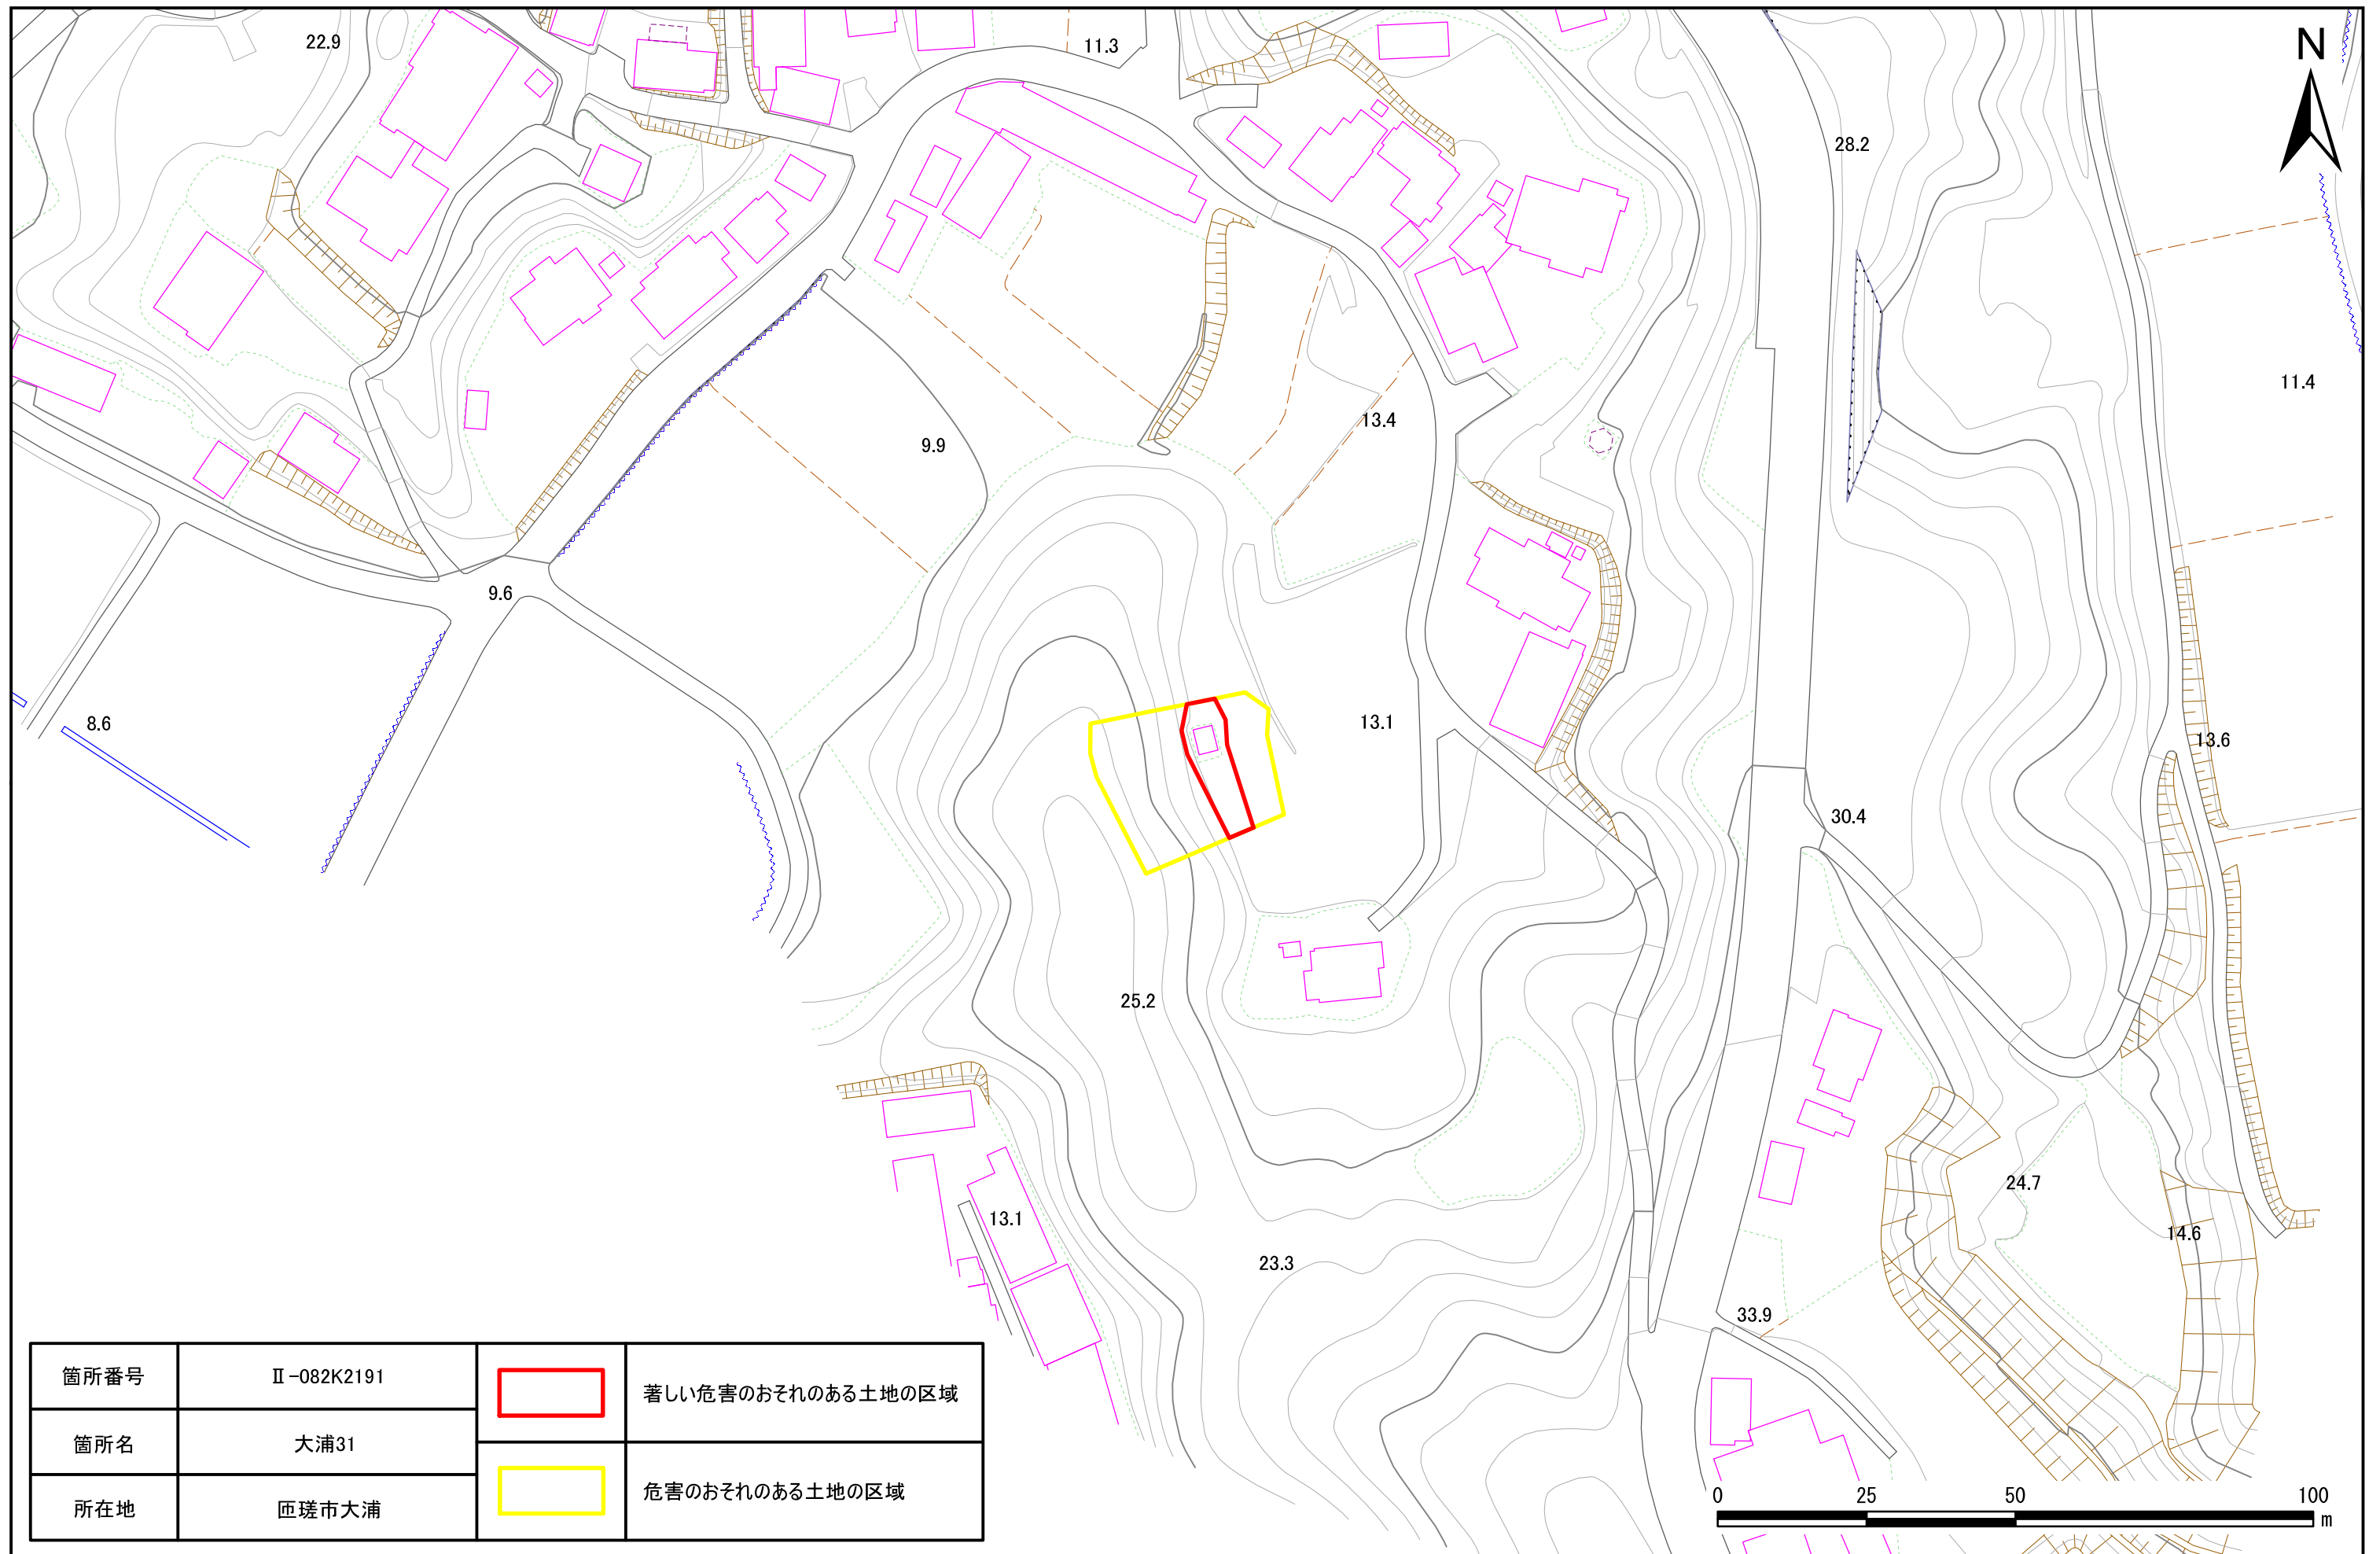 22.9
11.3
N
28.2
11.4
13.4
9.9
9.6
8.6
13.1
13.6
30.4
25.2
24.7
13.1
14.6
23.3
33.9
箇所番号 Ⅱ-082K2191
箇所名 大浦31
所在地 匝瑳市大浦
著しい危害のおそれのある土地の区域
危害のおそれのある土地の区域
0 25 50 100
m